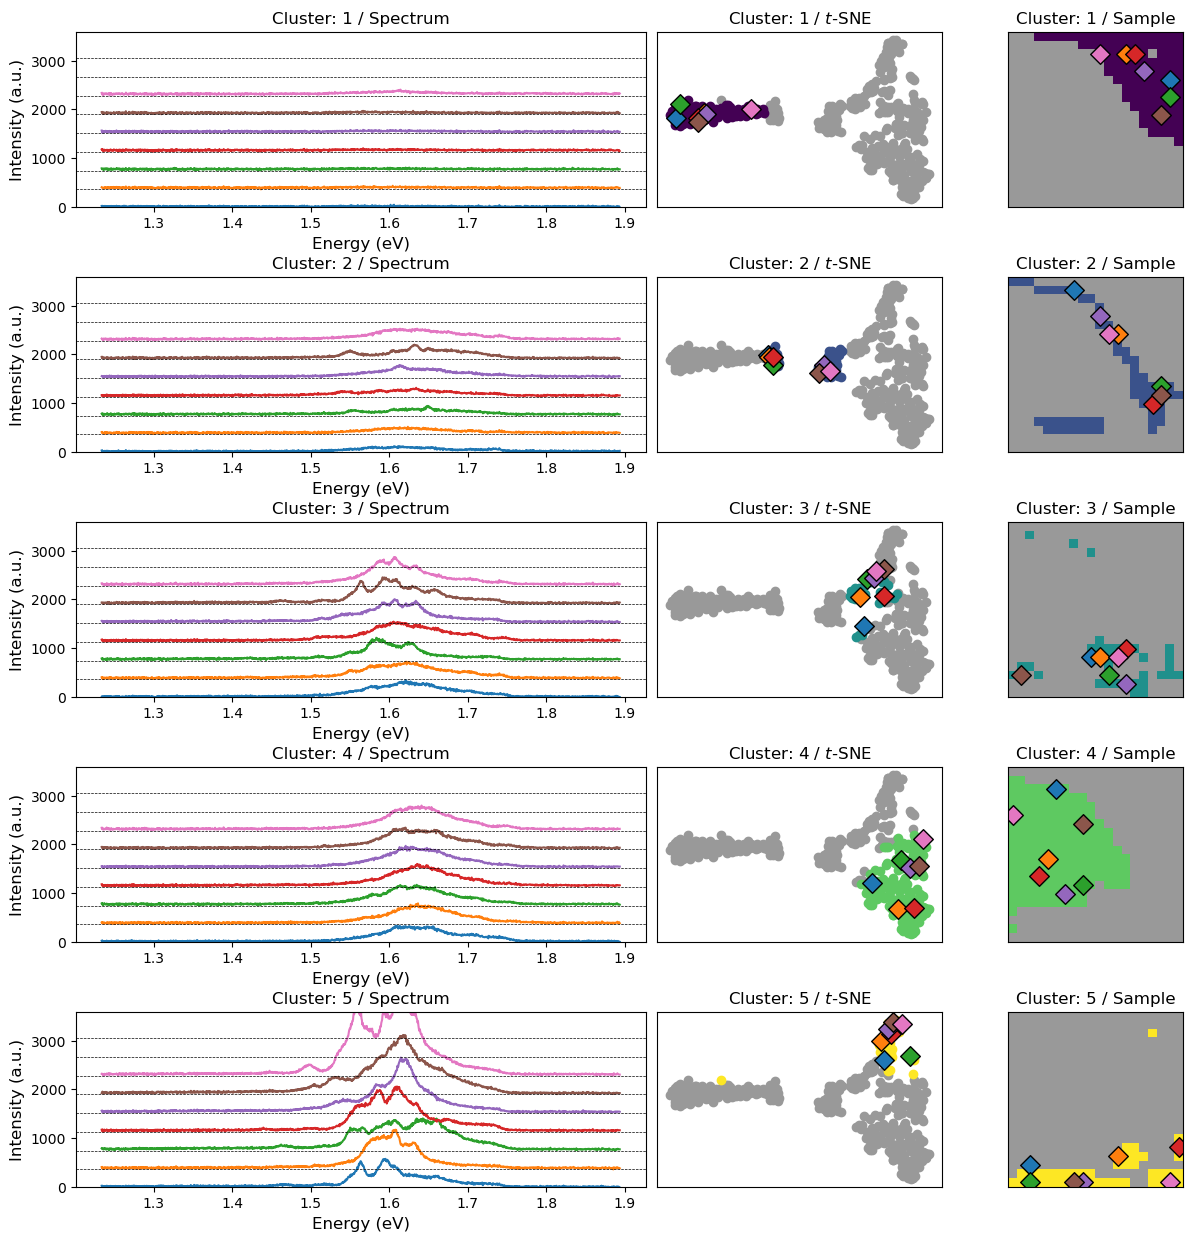 Cluster: 1 / Spectrum
Cluster: 1 / t-SNE
Cluster: 1 / Sample
Intensity (a.u.)
3000
2000
1000
0
1.3 1.4 1.5 1.6 1.7 1.8 1.9
Energy (eV)
Cluster: 2 / Spectrum
Cluster: 2 / t-SNE
Cluster: 2 / Sample
Intensity (a.u.)
3000
2000
1000
0
1.3 1.4 1.5 1.6 1.7 1.8 1.9
Energy (eV)
Cluster: 3 / Spectrum
Cluster: 3 / t-SNE
Cluster: 3 / Sample
Intensity (a.u.)
3000
2000
1000
0
1.3 1.4 1.5 1.6 1.7 1.8 1.9
Energy (eV)
Cluster: 4 / Spectrum
Cluster: 4 / t-SNE
Cluster: 4 / Sample
Intensity (a.u.)
3000
2000
1000
0
1.3 1.4 1.5 1.6 1.7 1.8 1.9
Energy (eV)
Cluster: 5 / Spectrum
Cluster: 5 / t-SNE
Cluster: 5 / Sample
Intensity (a.u.)
3000
2000
1000
0
1.3 1.4 1.5 1.6 1.7 1.8 1.9
Energy (eV)